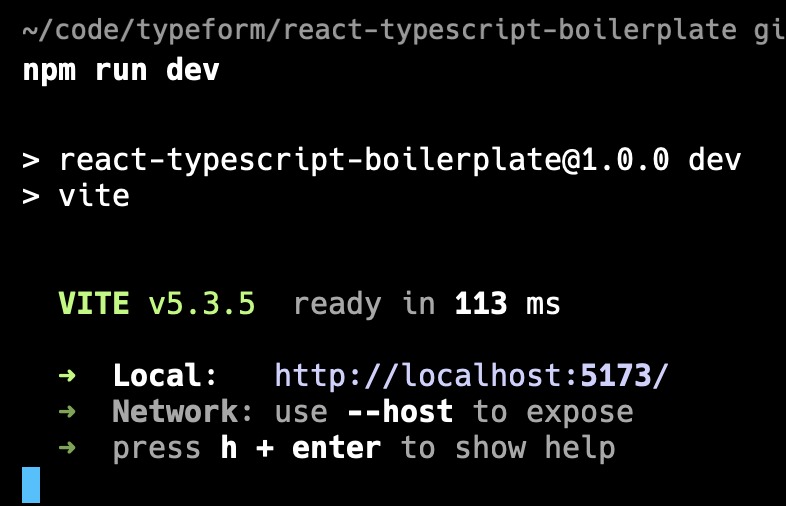 ~/code/typeform/react-typescript-boilerplate gi
npm run dev
> react-typescript-boilerplate@1.0.0 dev
> vite
VITE v5.3.5 ready in 113 ms
➜ Local: http://localhost:5173/
➜ Network: use --host to expose
➜ press h + enter to show help